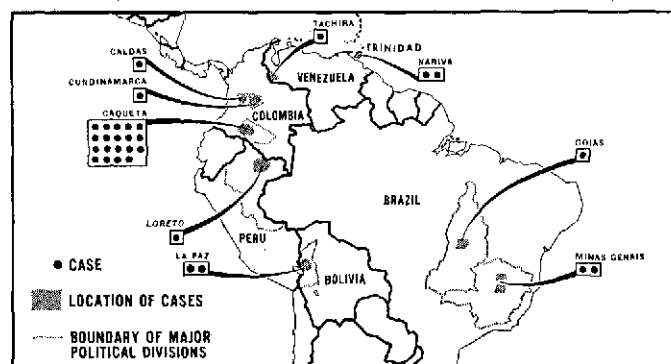 TACHIRA
CALDAS
TRINIDAD
NARIVA
VENEZUELA
CUNDINAMARCA
COLOMBIA
CAQUETA
GOIAS
BRAZIL
LORETO
PERU
LA PAZ
MINAS GERAIS
BOLIVIA
CASE
LOCATION OF CASES
BOUNDARY OF MAJOR
POLITICAL DIVISIONS